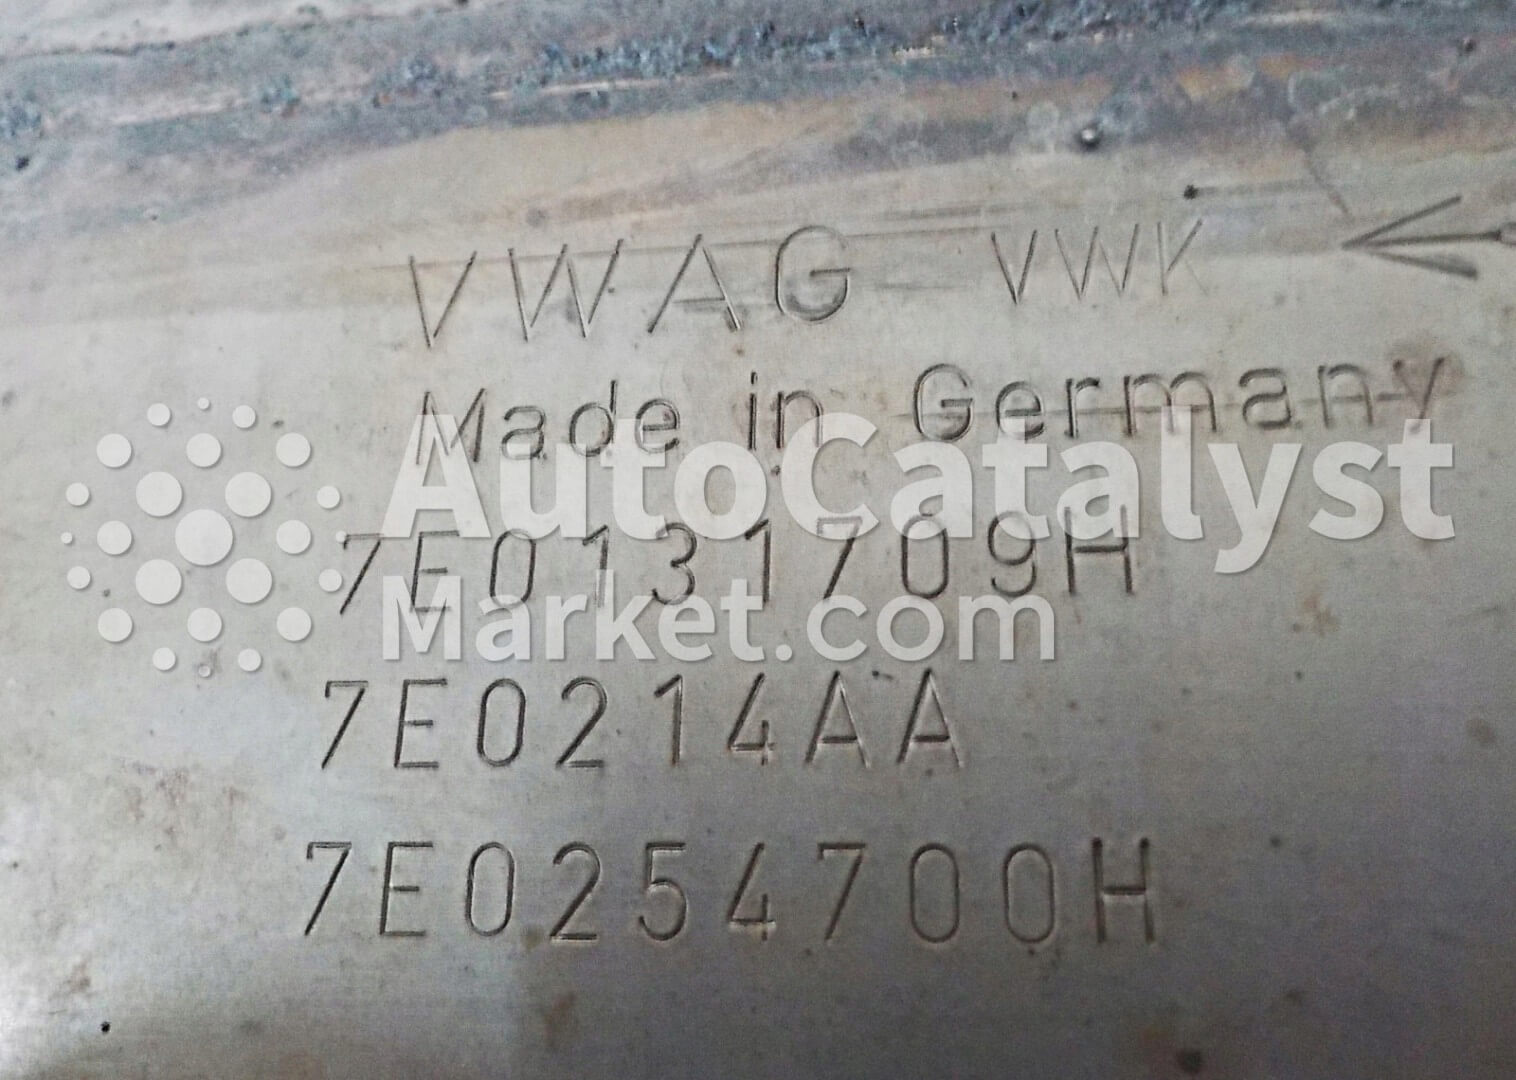 VWAG VWK
Made in Germany
AutoCatalyst
7E0131709H
Market.com
7E0214AA
7E0254700H